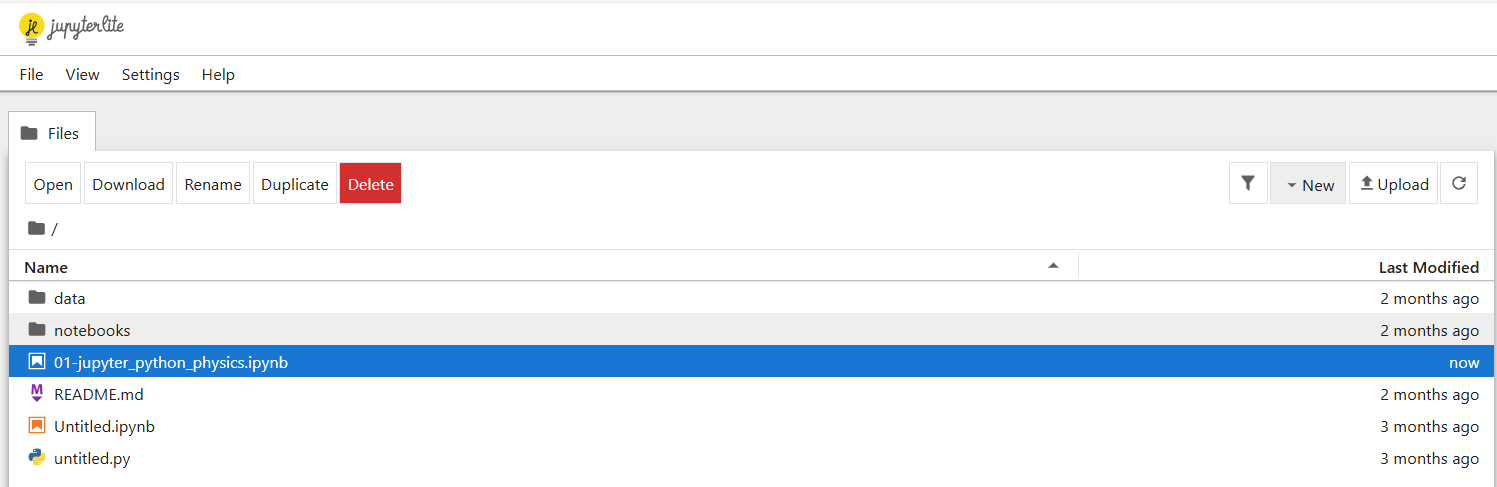 jupyterlite
File View Settings Help
Files
Open Download Rename Duplicate Delete New Upload
/
Name Last Modified
data 2 months ago
notebooks 2 months ago
01-jupyter_python_physics.ipynb now
README.md 2 months ago
Untitled.ipynb 3 months ago
untitled.py 3 months ago